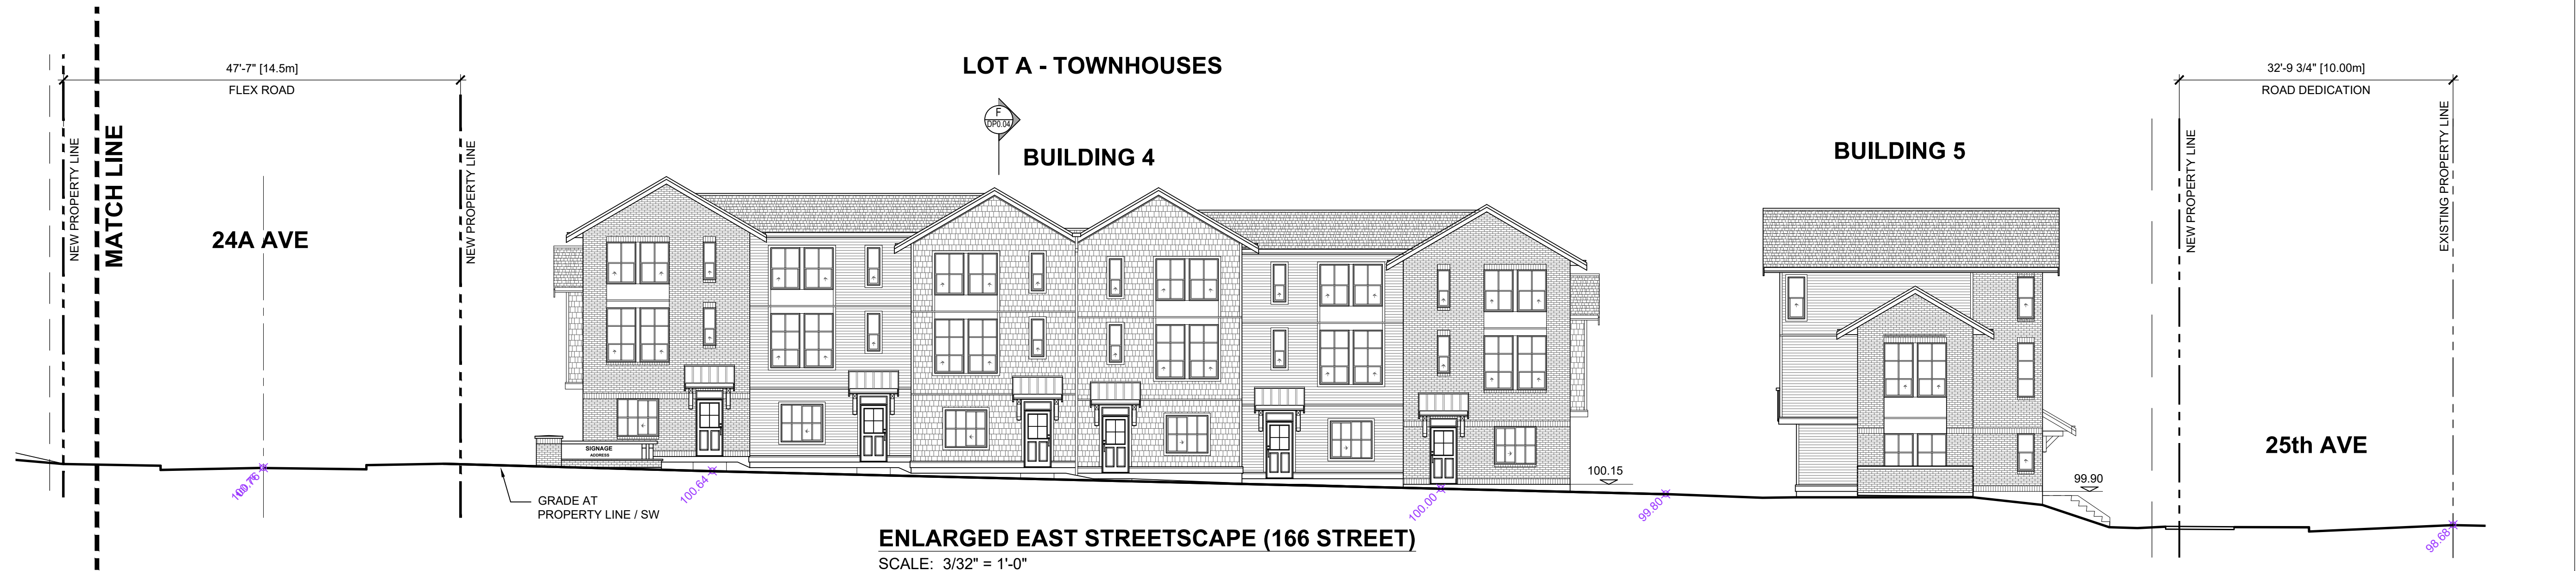 LOT A - TOWNHOUSES
47'-7" [14.5m]
FLEX ROAD
32'-9 3/4" [10.00m]
ROAD DEDICATION
F
DP0.04
BUILDING 4
BUILDING 5
NEW PROPERTY LINE
MATCH LINE
NEW PROPERTY LINE
NEW PROPERTY LINE
EXISTING PROPERTY LINE
24A AVE
25th AVE
SIGNAGE
ADDRESS
100.76
100.64
100.00
100.15
99.80
99.90
98.68
GRADE AT
PROPERTY LINE / SW
ENLARGED EAST STREETSCAPE (166 STREET)
SCALE: 3/32" = 1'-0"